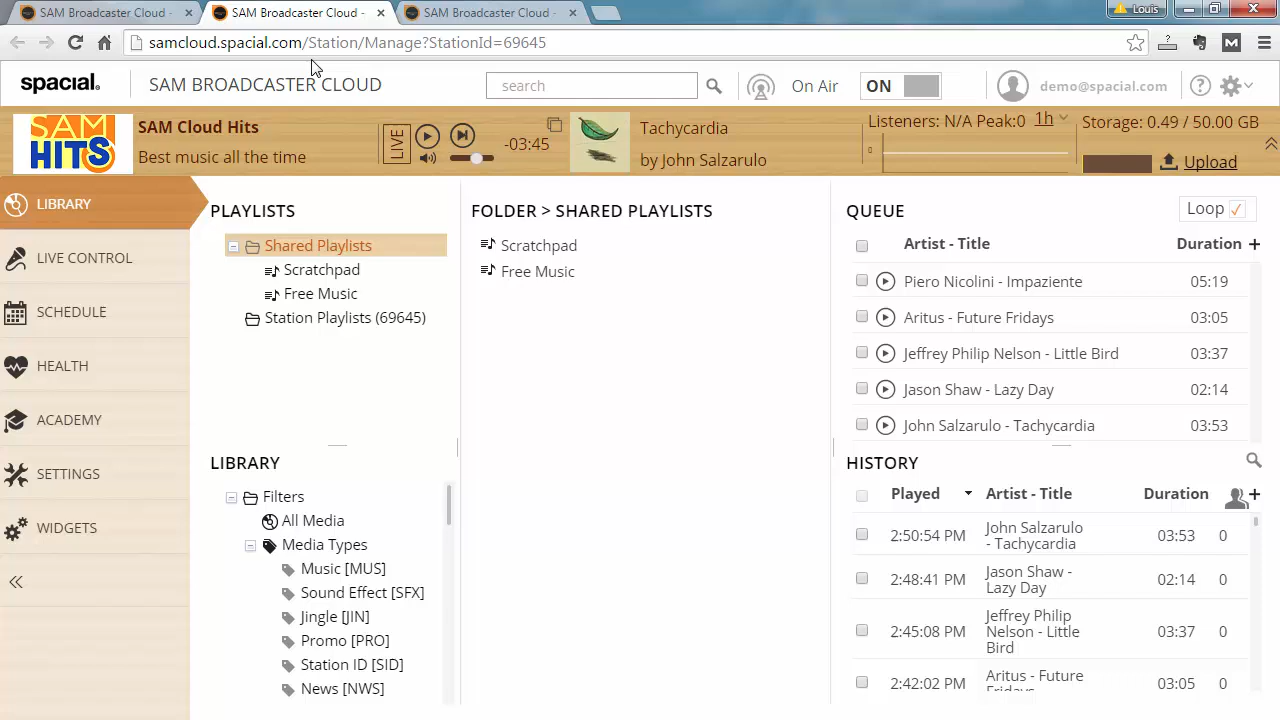 SAM Broadcaster Cloud -
SAM Broadcaster Cloud -
SAM Broadcaster Cloud -
Louis
samcloud.spacial.com/Station/Manage?StationId=69645
spacial.
SAM BROADCASTER CLOUD
search
On Air
ON
demo@spacial.com
SAM HITS
SAM Cloud Hits
Best music all the time
LIVE
-03:45
Tachycardia
by John Salzarulo
Listeners: N/A Peak:0
1h
Storage: 0.49 / 50.00 GB
Upload
LIBRARY
LIVE CONTROL
SCHEDULE
HEALTH
ACADEMY
SETTINGS
WIDGETS
PLAYLISTS
Shared Playlists
Scratchpad
Free Music
Station Playlists (69645)
LIBRARY
Filters
All Media
Media Types
Music [MUS]
Sound Effect [SFX]
Jingle [JIN]
Promo [PRO]
Station ID [SID]
News [NWS]
FOLDER > SHARED PLAYLISTS
Scratchpad
Free Music
QUEUE
Loop
Artist - Title Duration
Piero Nicolini - Impaziente 05:19
Aritus - Future Fridays 03:05
Jeffrey Philip Nelson - Little Bird 03:37
Jason Shaw - Lazy Day 02:14
John Salzarulo - Tachycardia 03:53
HISTORY
Played Artist - Title Duration
2:50:54 PM John Salzarulo 03:53 0
- Tachycardia
2:48:41 PM Jason Shaw - 02:14 0
Lazy Day
2:45:08 PM Jeffrey Philip 03:37 0
Nelson - Little
Bird
2:42:02 PM Aritus - Future 03:05 0
Fridays